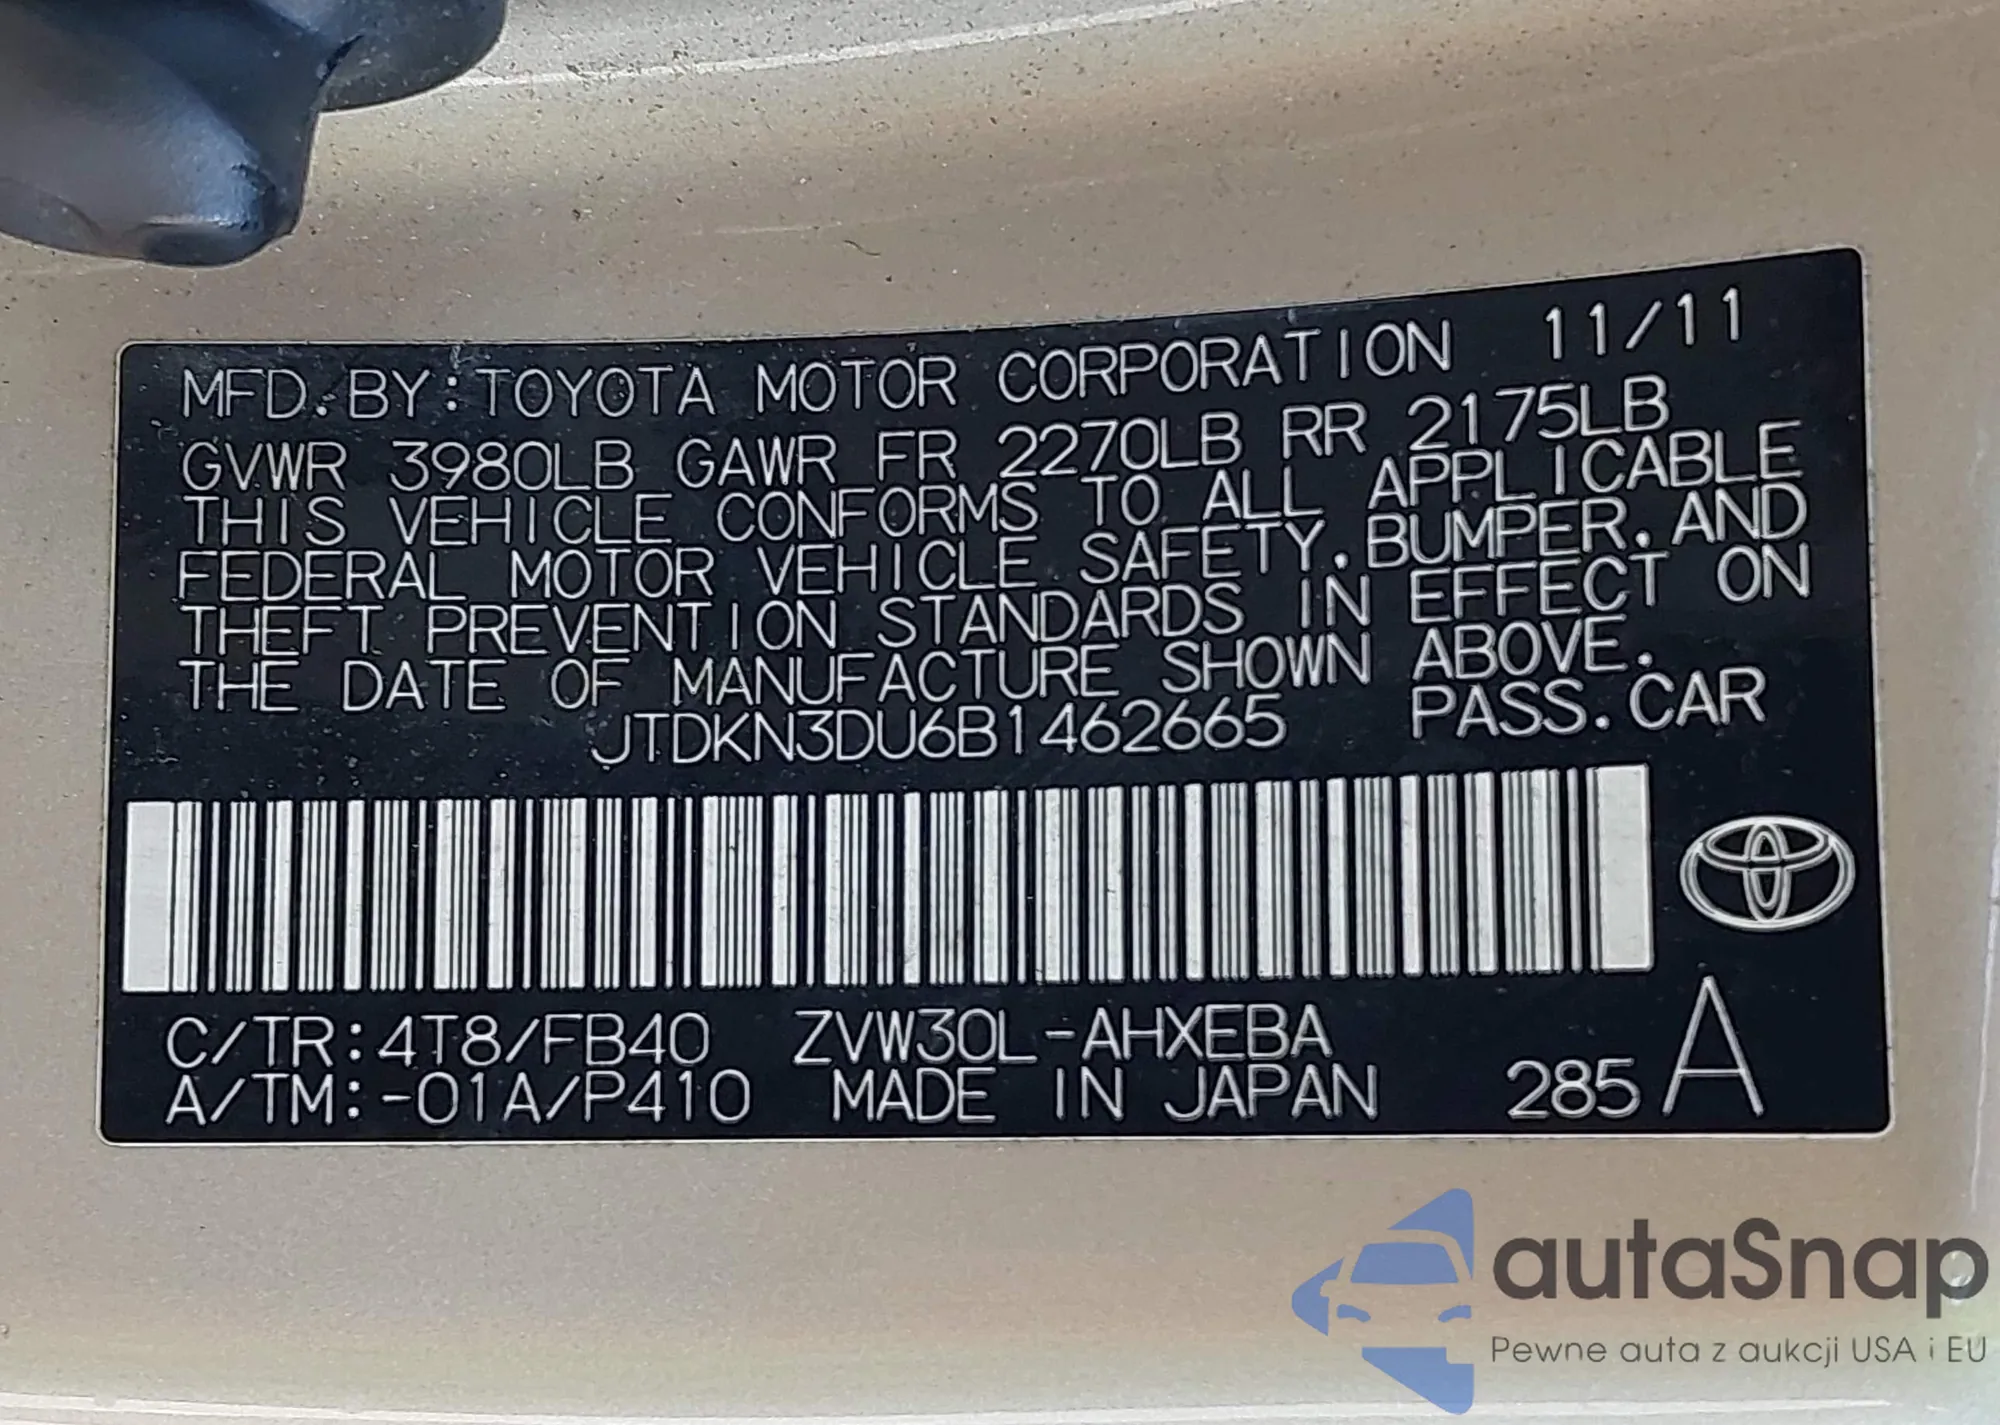 MFD.BY:TOYOTA MOTOR CORPORATION 11/11
GVWR 3980LB GAWR FR 2270LB RR 2175LB
THIS VEHICLE CONFORMS TO ALL APPLICABLE
FEDERAL MOTOR VEHICLE SAFETY,BUMPER,AND
THEFT PREVENTION STANDARDS IN EFFECT ON
THE DATE OF MANUFACTURE SHOWN ABOVE.
JTDKN3DU6B1462665 PASS.CAR
C/TR:4T8/FB40 ZVW30L-AHXEBA
A/TM:-01A/P410 MADE IN JAPAN 285 A
autaSnap
Pewne auta z aukcji USA i EU